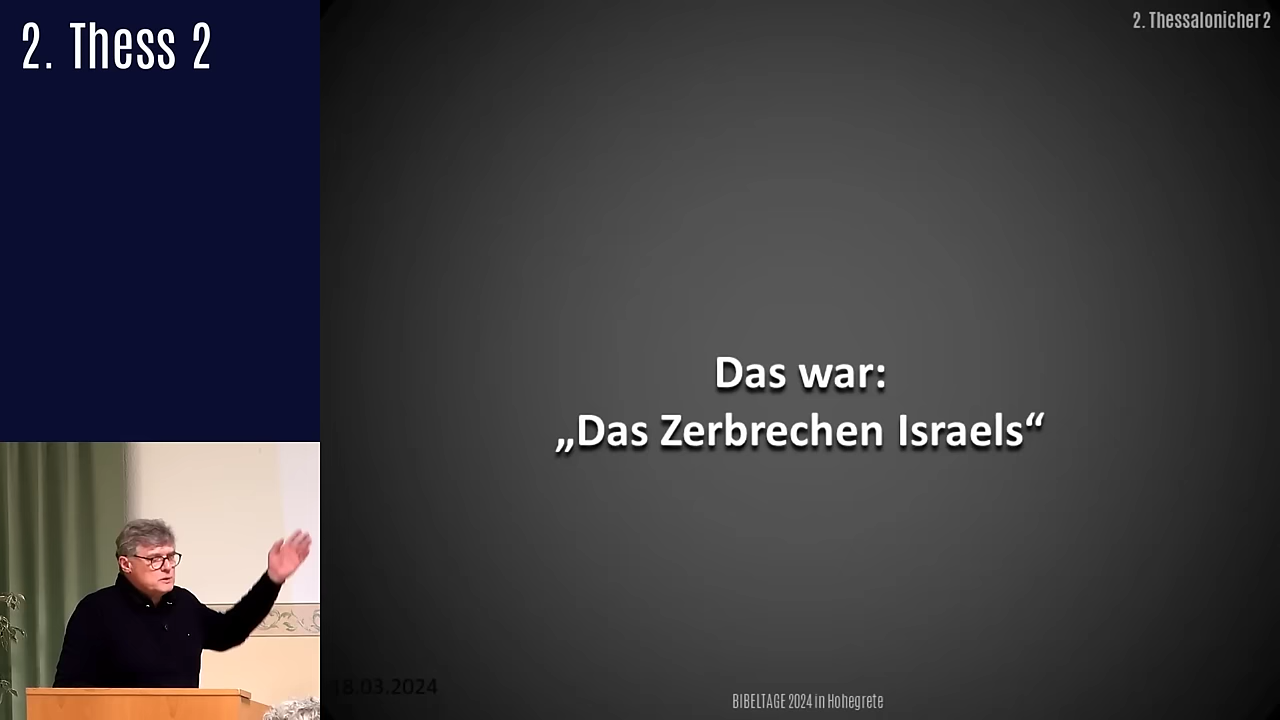 2. Thess 2
2. Thessalonicher 2
Das war:
„Das Zerbrechen Israels“
18.03.2024
BIBELTAGE 2024 in Hohegrete